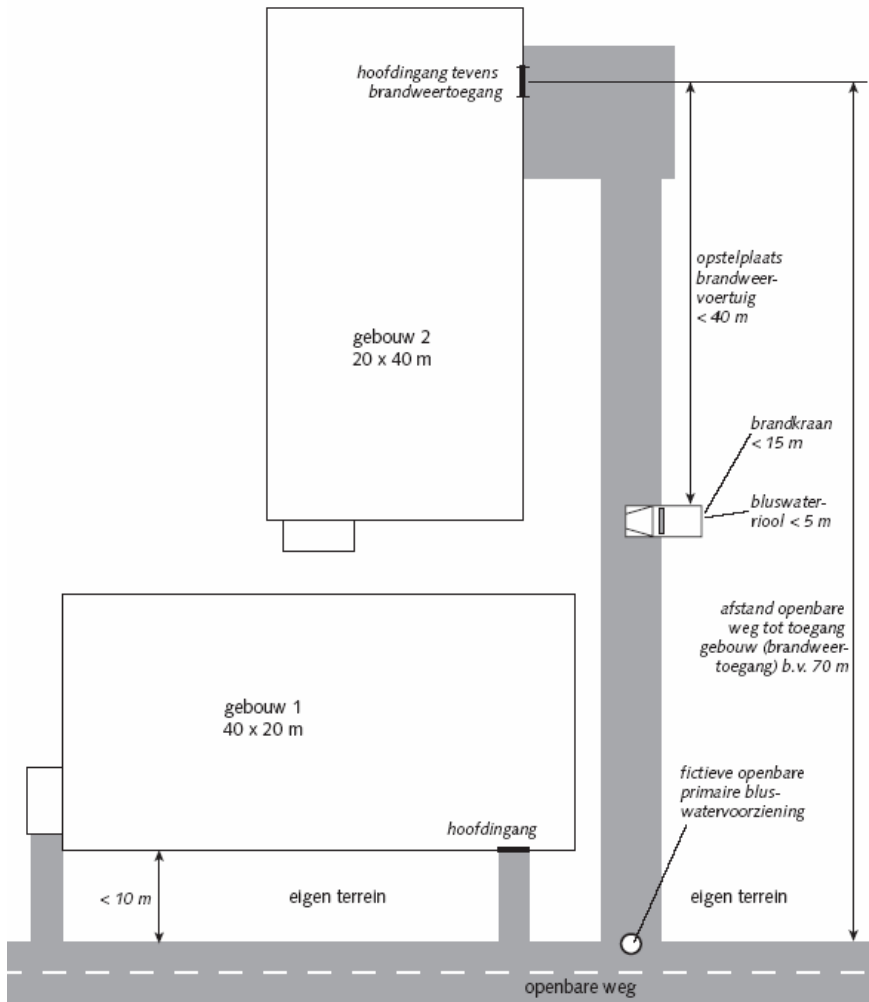 hoofdingang tevens
brandweertoegang
opstelplaats
brandweer-
voertuig
< 40 m
gebouw 2
20 x 40 m
brandkraan
< 15 m
bluswater-
riool < 5 m
afstand openbare
weg tot toegang
gebouw (brandweer-
toegang) b.v. 70 m
gebouw 1
40 x 20 m
fictieve openbare
primaire blus-
watervoorziening
hoofdingang
< 10 m
eigen terrein
eigen terrein
openbare weg